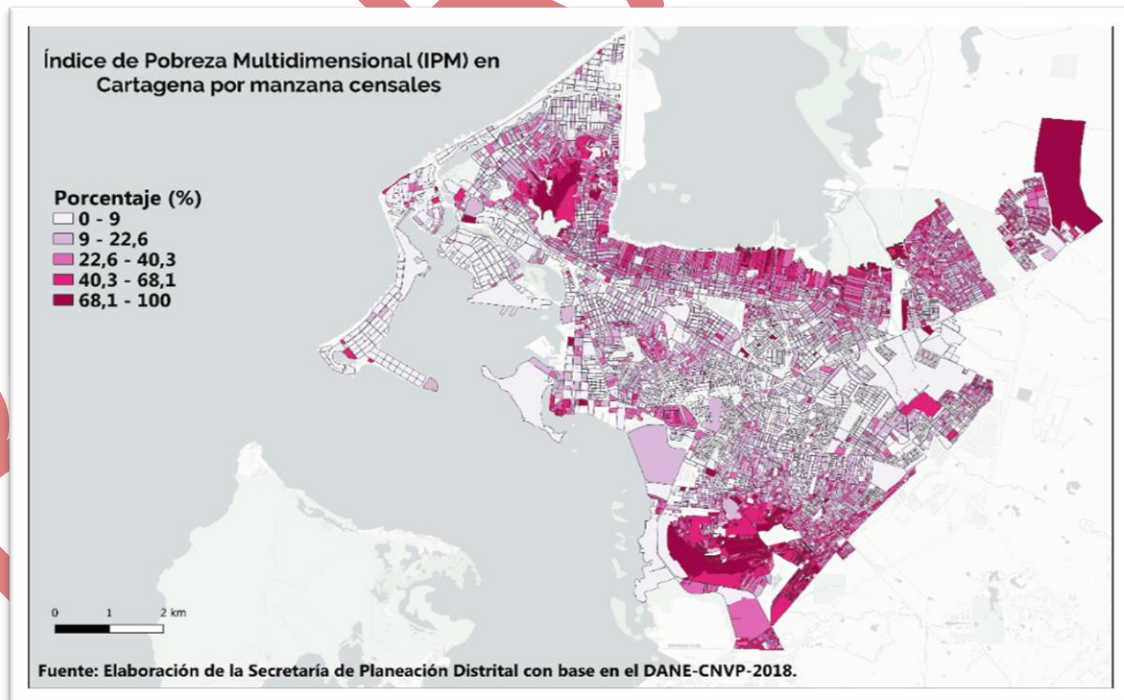 Índice de Pobreza Multidimensional (IPM) en
Cartagena por manzana censales
Porcentaje (%)
0 - 9
9 - 22,6
22,6 - 40,3
40,3 - 68,1
68,1 - 100
0 1 2 km
Fuente: Elaboración de la Secretaría de Planeación Distrital con base en el DANE-CNVP-2018.